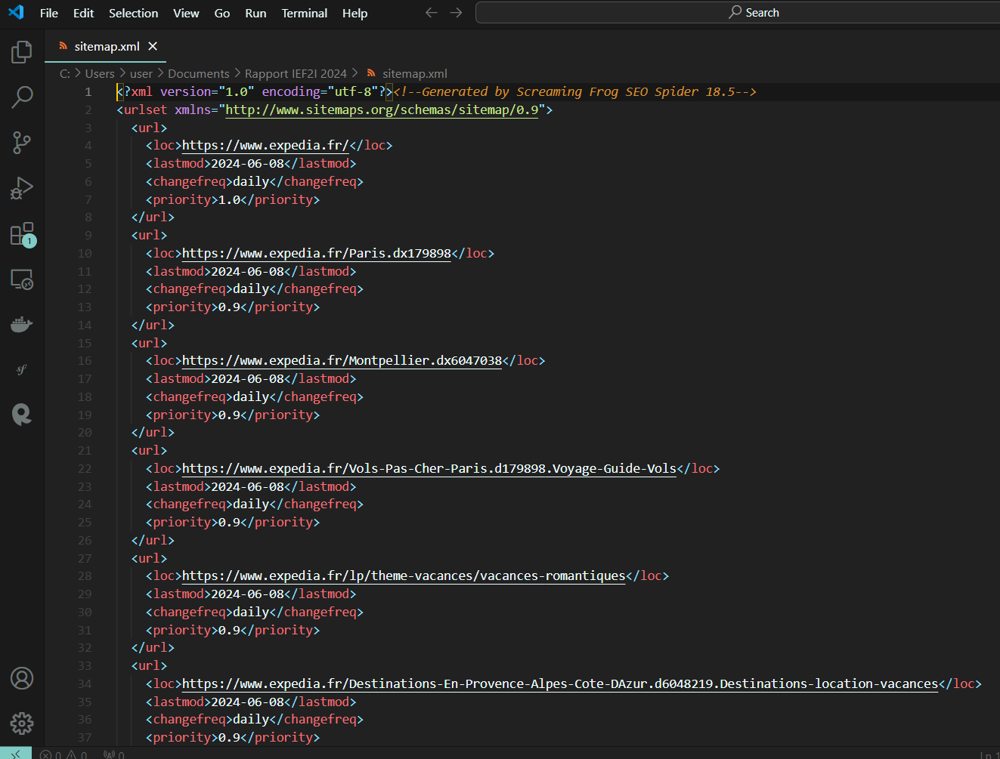 File Edit Selection View Go Run Terminal Help Search
sitemap.xml
C: > Users > user > Documents > Rapport IEF2I 2024 > sitemap.xml
1 <?xml version="1.0" encoding="utf-8"?><!--Generated by Screaming Frog SEO Spider 18.5-->
2 <urlset xmlns="http://www.sitemaps.org/schemas/sitemap/0.9">
3 <url>
4 <loc>https://www.expedia.fr/</loc>
5 <lastmod>2024-06-08</lastmod>
6 <changefreq>daily</changefreq>
7 <priority>1.0</priority>
8 </url>
9 <url>
10 <loc>https://www.expedia.fr/Paris.dx179898</loc>
11 <lastmod>2024-06-08</lastmod>
12 <changefreq>daily</changefreq>
13 <priority>0.9</priority>
14 </url>
15 <url>
16 <loc>https://www.expedia.fr/Montpellier.dx6047038</loc>
17 <lastmod>2024-06-08</lastmod>
18 <changefreq>daily</changefreq>
19 <priority>0.9</priority>
20 </url>
21 <url>
22 <loc>https://www.expedia.fr/Vols-Pas-Cher-Paris.d179898.Voyage-Guide-Vols</loc>
23 <lastmod>2024-06-08</lastmod>
24 <changefreq>daily</changefreq>
25 <priority>0.9</priority>
26 </url>
27 <url>
28 <loc>https://www.expedia.fr/lp/theme-vacances/vacances-romantiques</loc>
29 <lastmod>2024-06-08</lastmod>
30 <changefreq>daily</changefreq>
31 <priority>0.9</priority>
32 </url>
33 <url>
34 <loc>https://www.expedia.fr/Destinations-En-Provence-Alpes-Cote-DAzur.d6048219.Destinations-location-vacances</loc>
35 <lastmod>2024-06-08</lastmod>
36 <changefreq>daily</changefreq>
37 <priority>0.9</priority>
1
sf
0 0 0